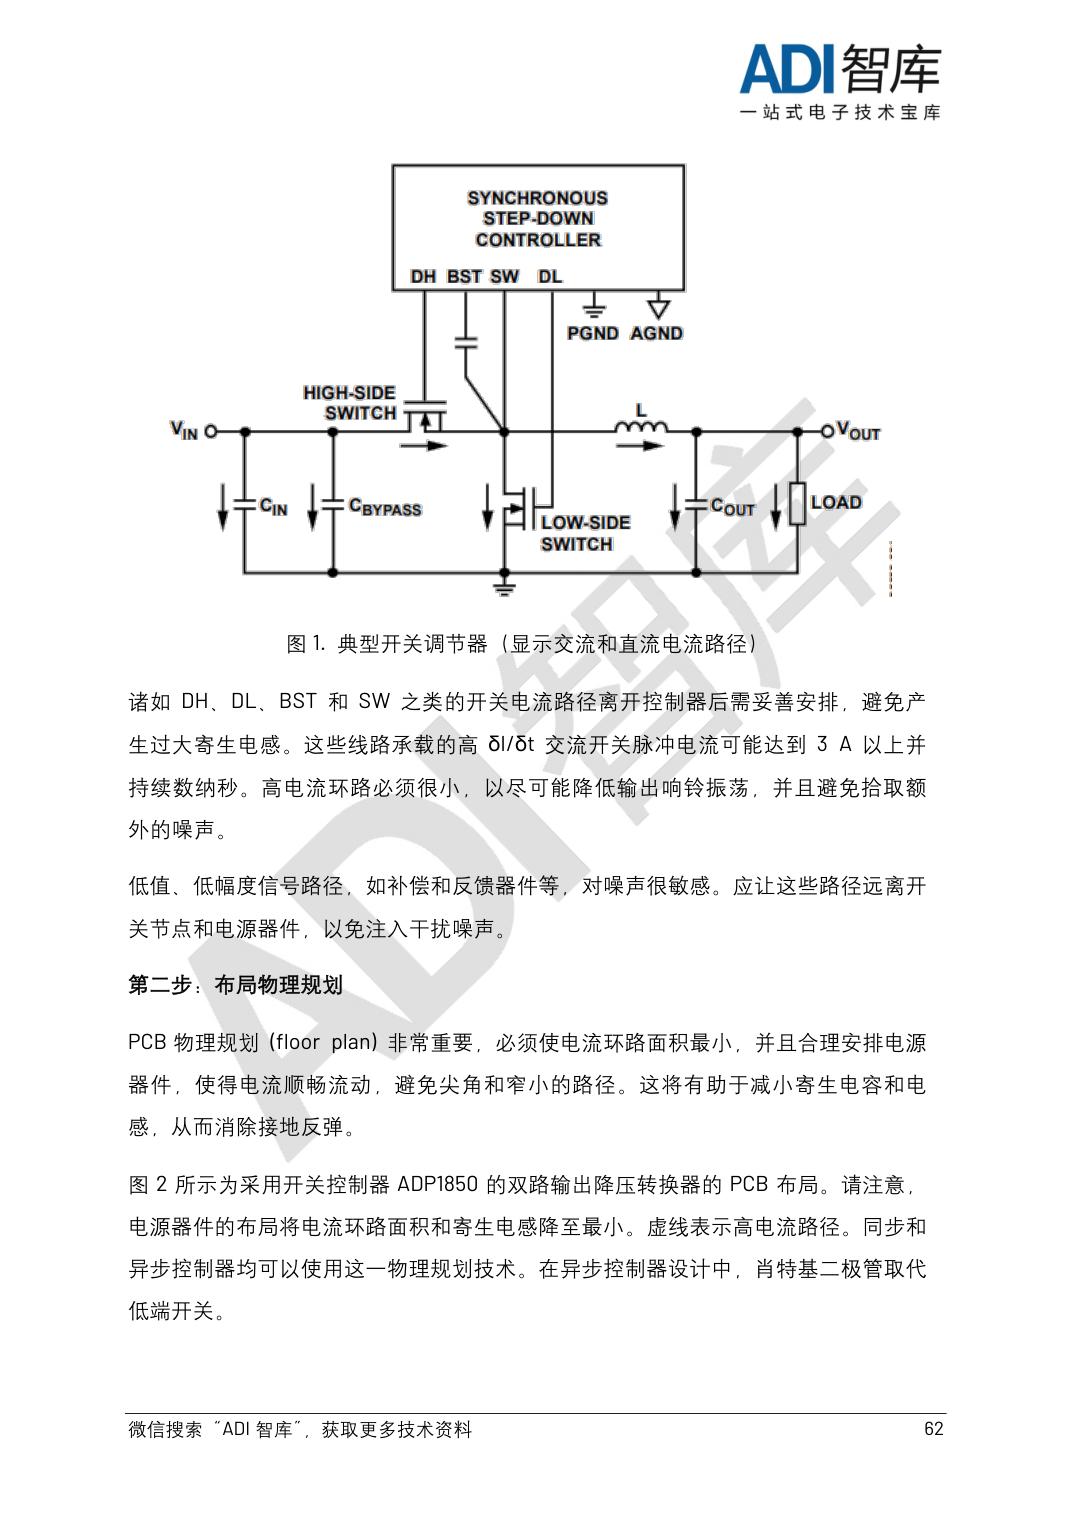 ADI智库
一站式电子技术宝库
SYNCHRONOUS
STEP-DOWN
CONTROLLER
DH BST SW DL
PGND AGND
HIGH-SIDE
SWITCH
L
VIN
VOUT
CIN
CBYPASS
LOW-SIDE
SWITCH
COUT
LOAD
图 1. 典型开关调节器（显示交流和直流电流路径）
诸如 DH、DL、BST 和 SW 之类的开关电流路径离开控制器后需妥善安排，避免产
生过大寄生电感。这些线路承载的高 δI/δt 交流开关脉冲电流可能达到 3 A 以上并
持续数纳秒。高电流环路必须很小，以尽可能降低输出响铃振荡，并且避免拾取额
外的噪声。
低值、低幅度信号路径，如补偿和反馈器件等，对噪声很敏感。应让这些路径远离开
关节点和电源器件，以免注入干扰噪声。
第二步：布局物理规划
PCB 物理规划 (floor plan) 非常重要，必须使电流环路面积最小，并且合理安排电源
器件，使得电流顺畅流动，避免尖角和窄小的路径。这将有助于减小寄生电容和电
感，从而消除接地反弹。
图 2 所示为采用开关控制器 ADP1850 的双路输出降压转换器的 PCB 布局。请注意，
电源器件的布局将电流环路面积和寄生电感降至最小。虚线表示高电流路径。同步和
异步控制器均可以使用这一物理规划技术。在异步控制器设计中，肖特基二极管取代
低端开关。
ADI智库
微信搜索“ADI 智库”，获取更多技术资料 62